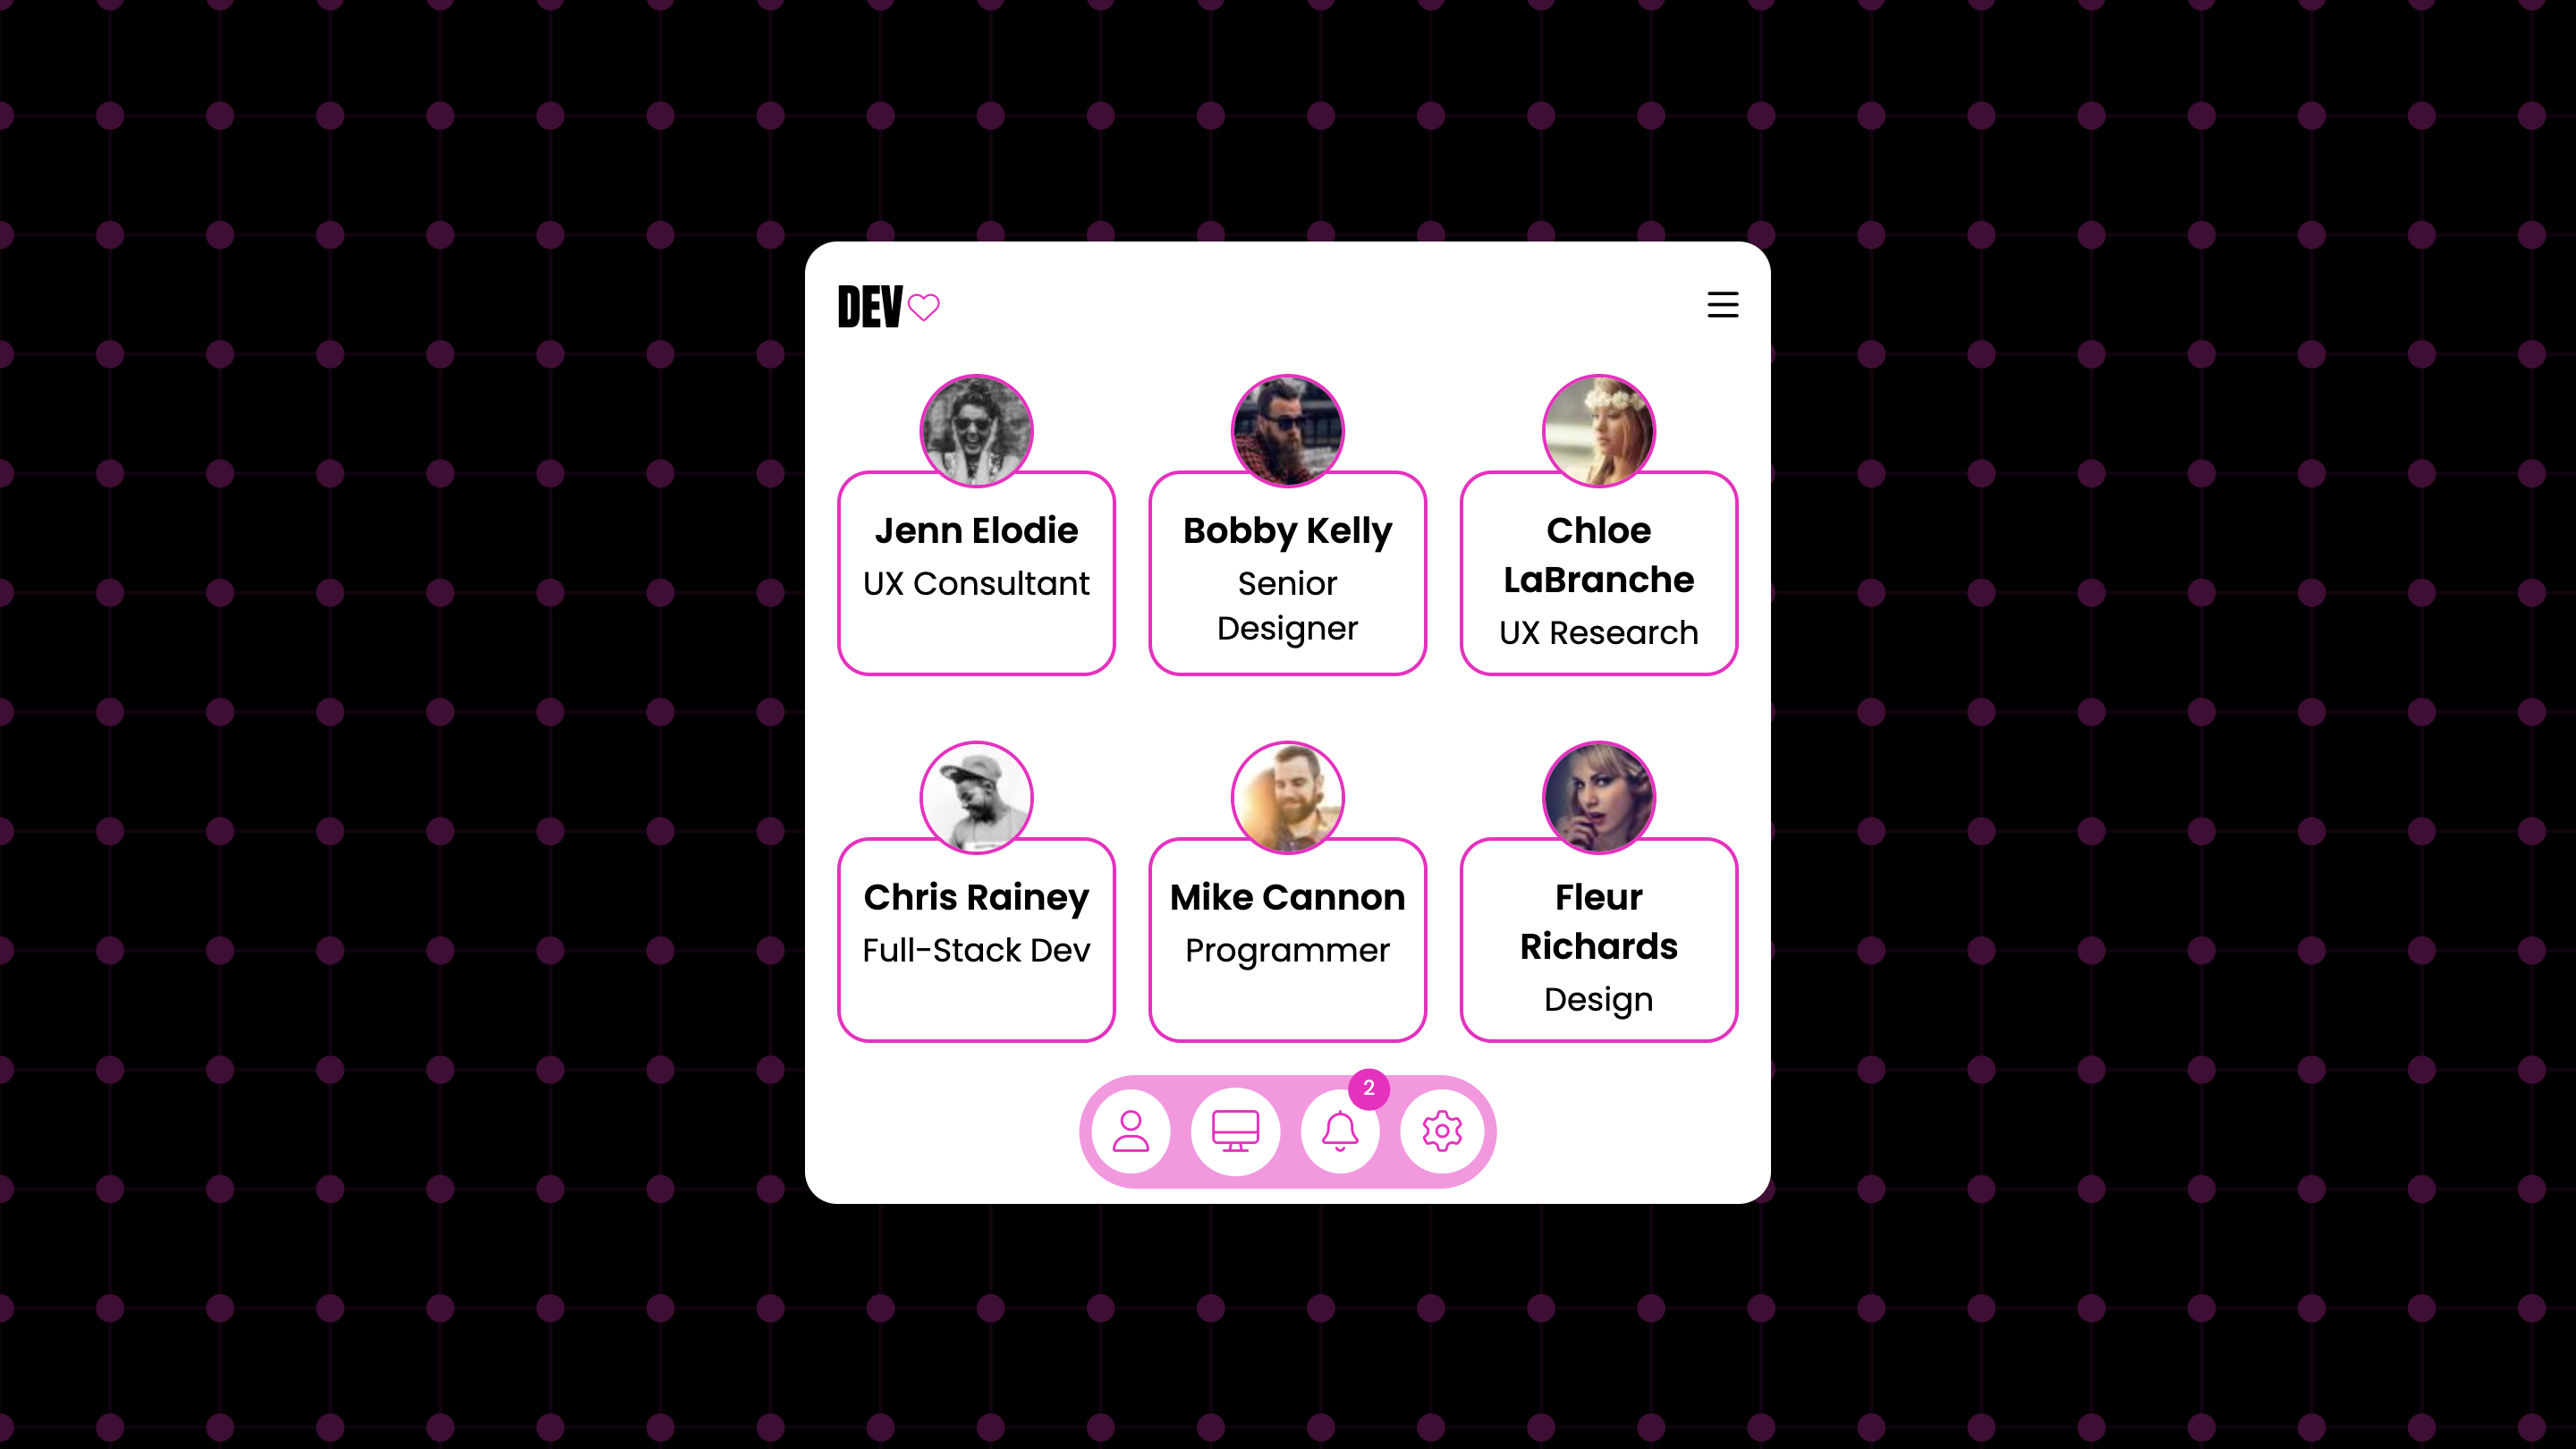 DEV
Jenn Elodie
UX Consultant
Bobby Kelly
Senior
Designer
Chloe
LaBranche
UX Research
Chris Rainey
Full-Stack Dev
Mike Cannon
Programmer
Fleur
Richards
Design
2